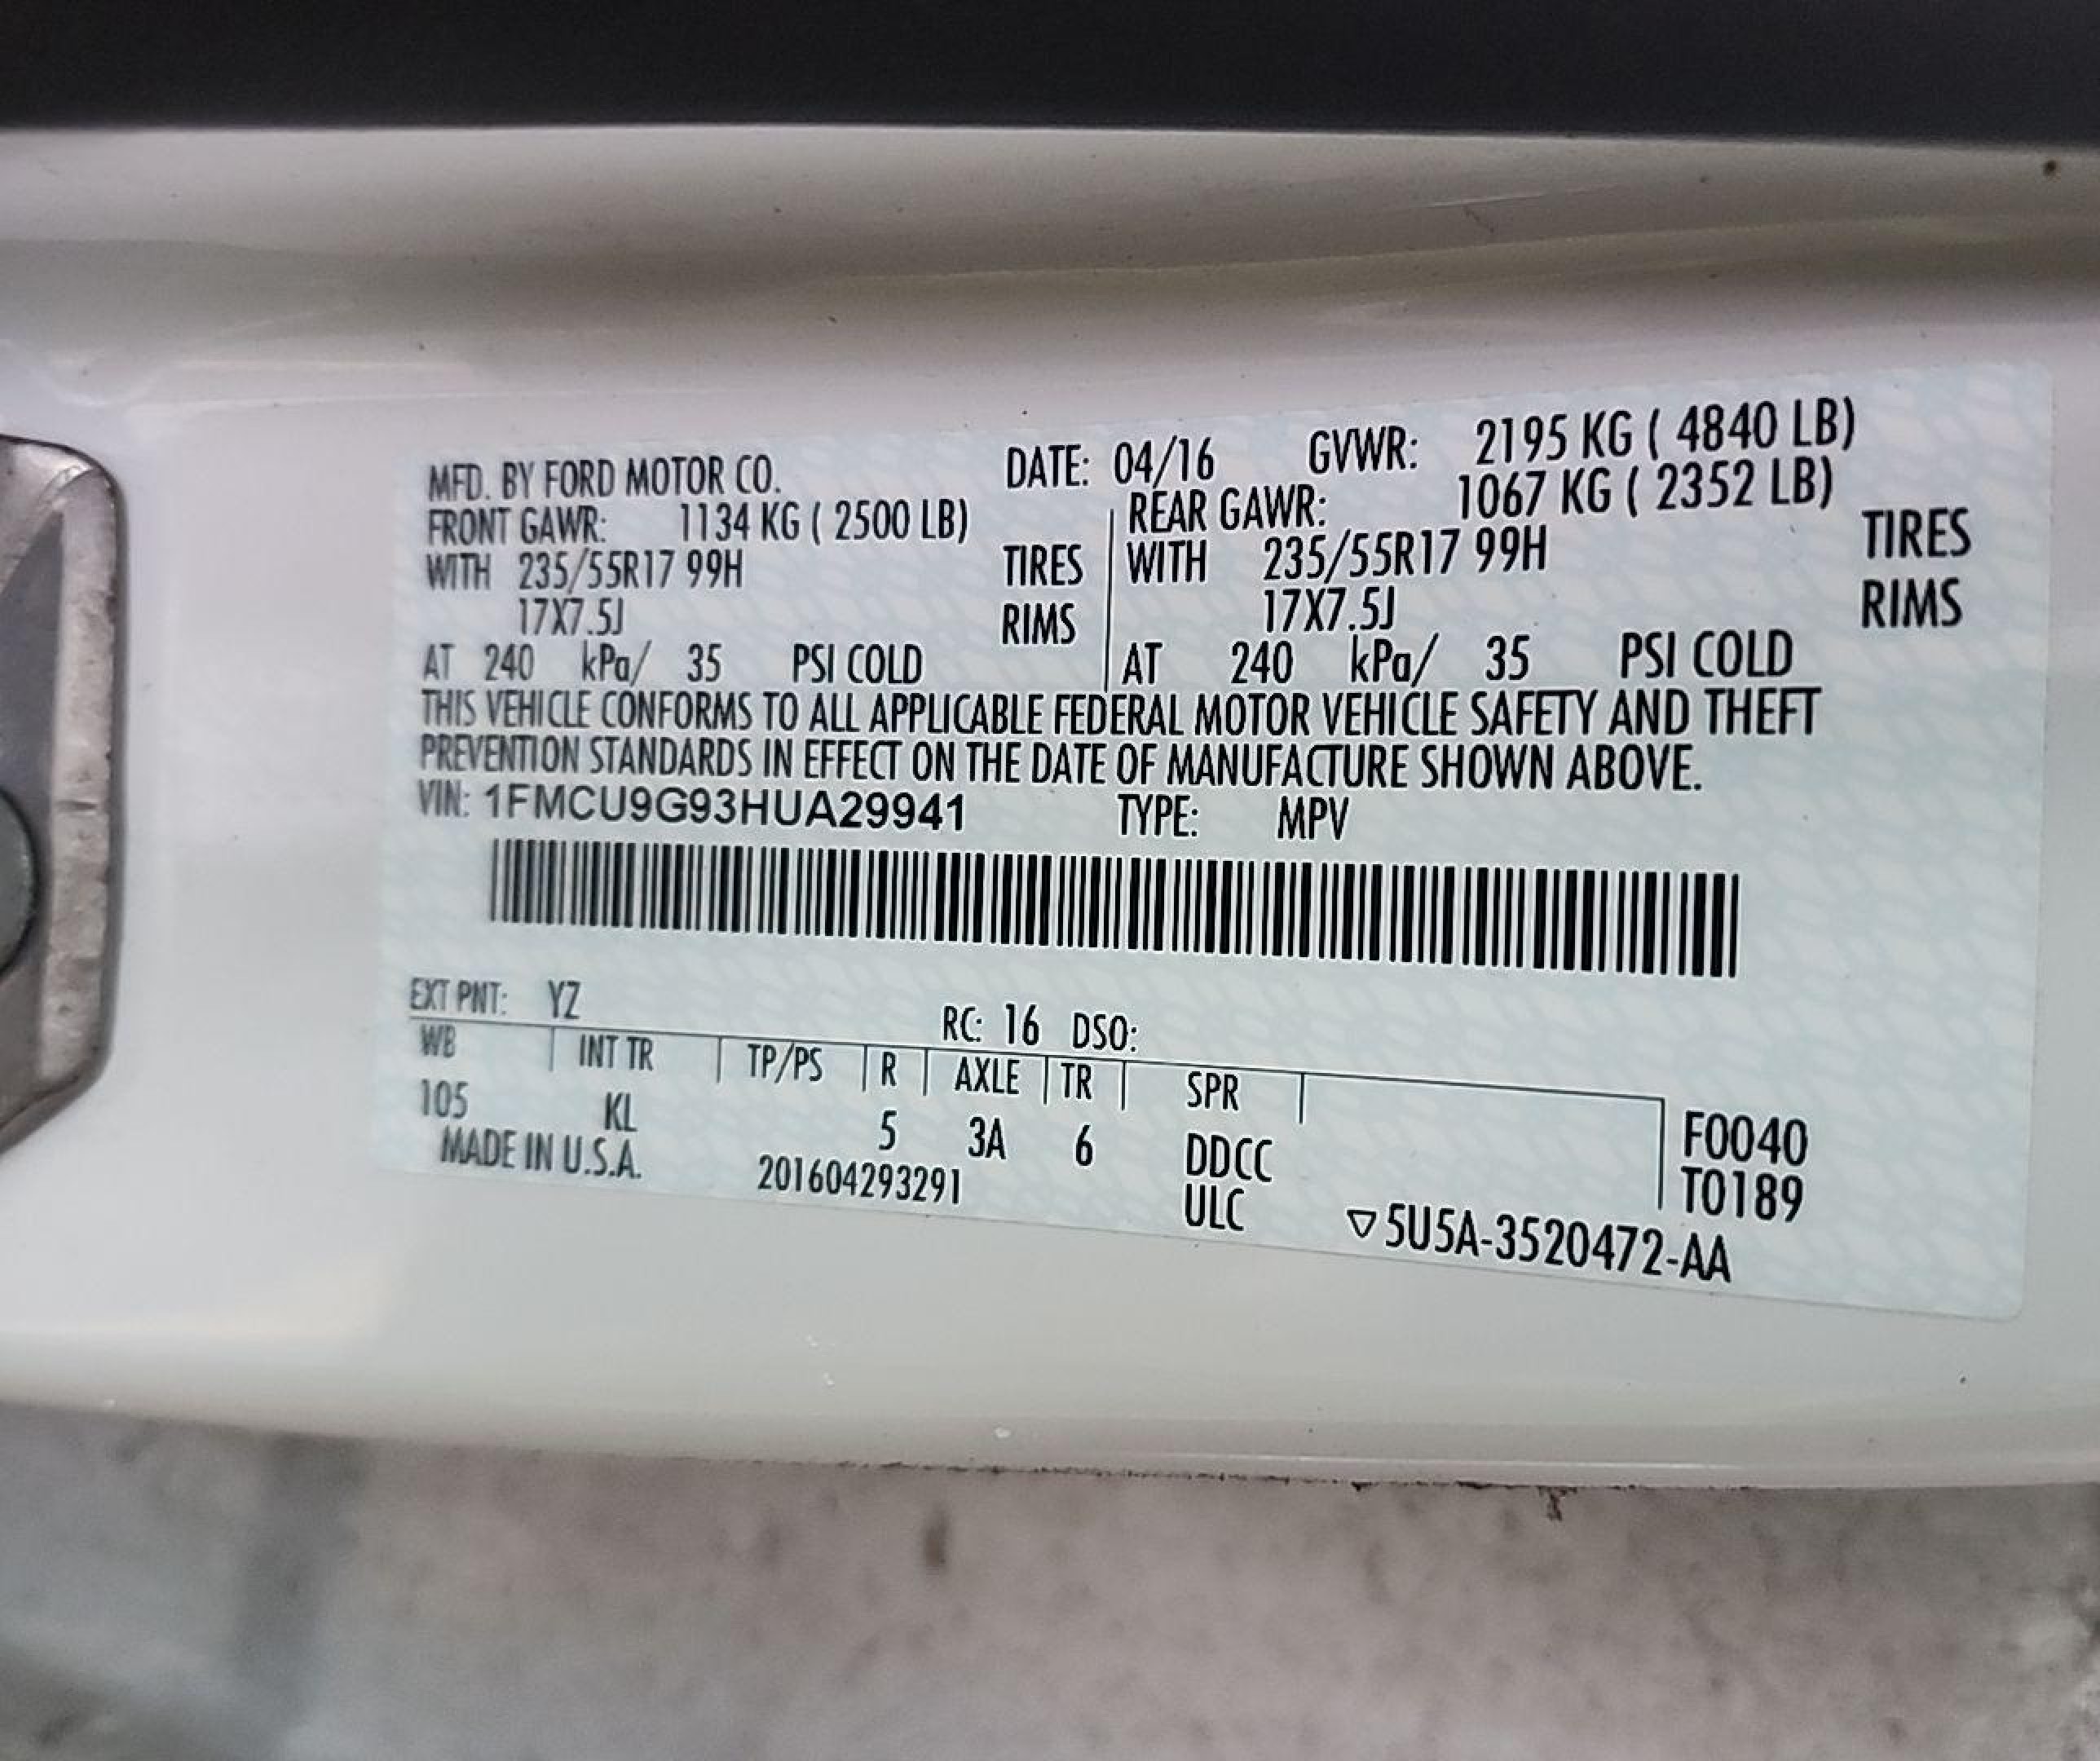 MFD. BY FORD MOTOR CO. DATE: 04/16 GVWR: 2195 KG ( 4840 LB)
FRONT GAWR: 1134 KG ( 2500 LB) REAR GAWR: 1067 KG ( 2352 LB)
WITH 235/55R17 99H TIRES WITH 235/55R17 99H TIRES
17X7.5J RIMS 17X7.5J RIMS
AT 240 kPa/ 35 PSI COLD AT 240 kPa/ 35 PSI COLD
THIS VEHICLE CONFORMS TO ALL APPLICABLE FEDERAL MOTOR VEHICLE SAFETY AND THEFT
PREVENTION STANDARDS IN EFFECT ON THE DATE OF MANUFACTURE SHOWN ABOVE.
VIN: 1FMCU9G93HUA29941 TYPE: MPV
EXT PNT: YZ RC: 16 DSO:
WB INT TR TP/PS R AXLE TR SPR
105 KL 5 3A 6 DDCC F0040
MADE IN U.S.A. 201604293291 ULC T0189
▽5U5A-3520472-AA